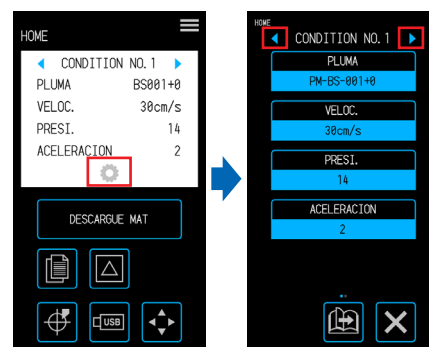 HOME
CONDITION NO. 1
PLUMA BS001+0
VELOC. 30cm/s
PRESI. 14
ACELERACION 2
DESCARGUE MAT
USB
HOME
CONDITION NO. 1
PLUMA
PM-BS-001+0
VELOC.
30cm/s
PRESI.
14
ACELERACION
2